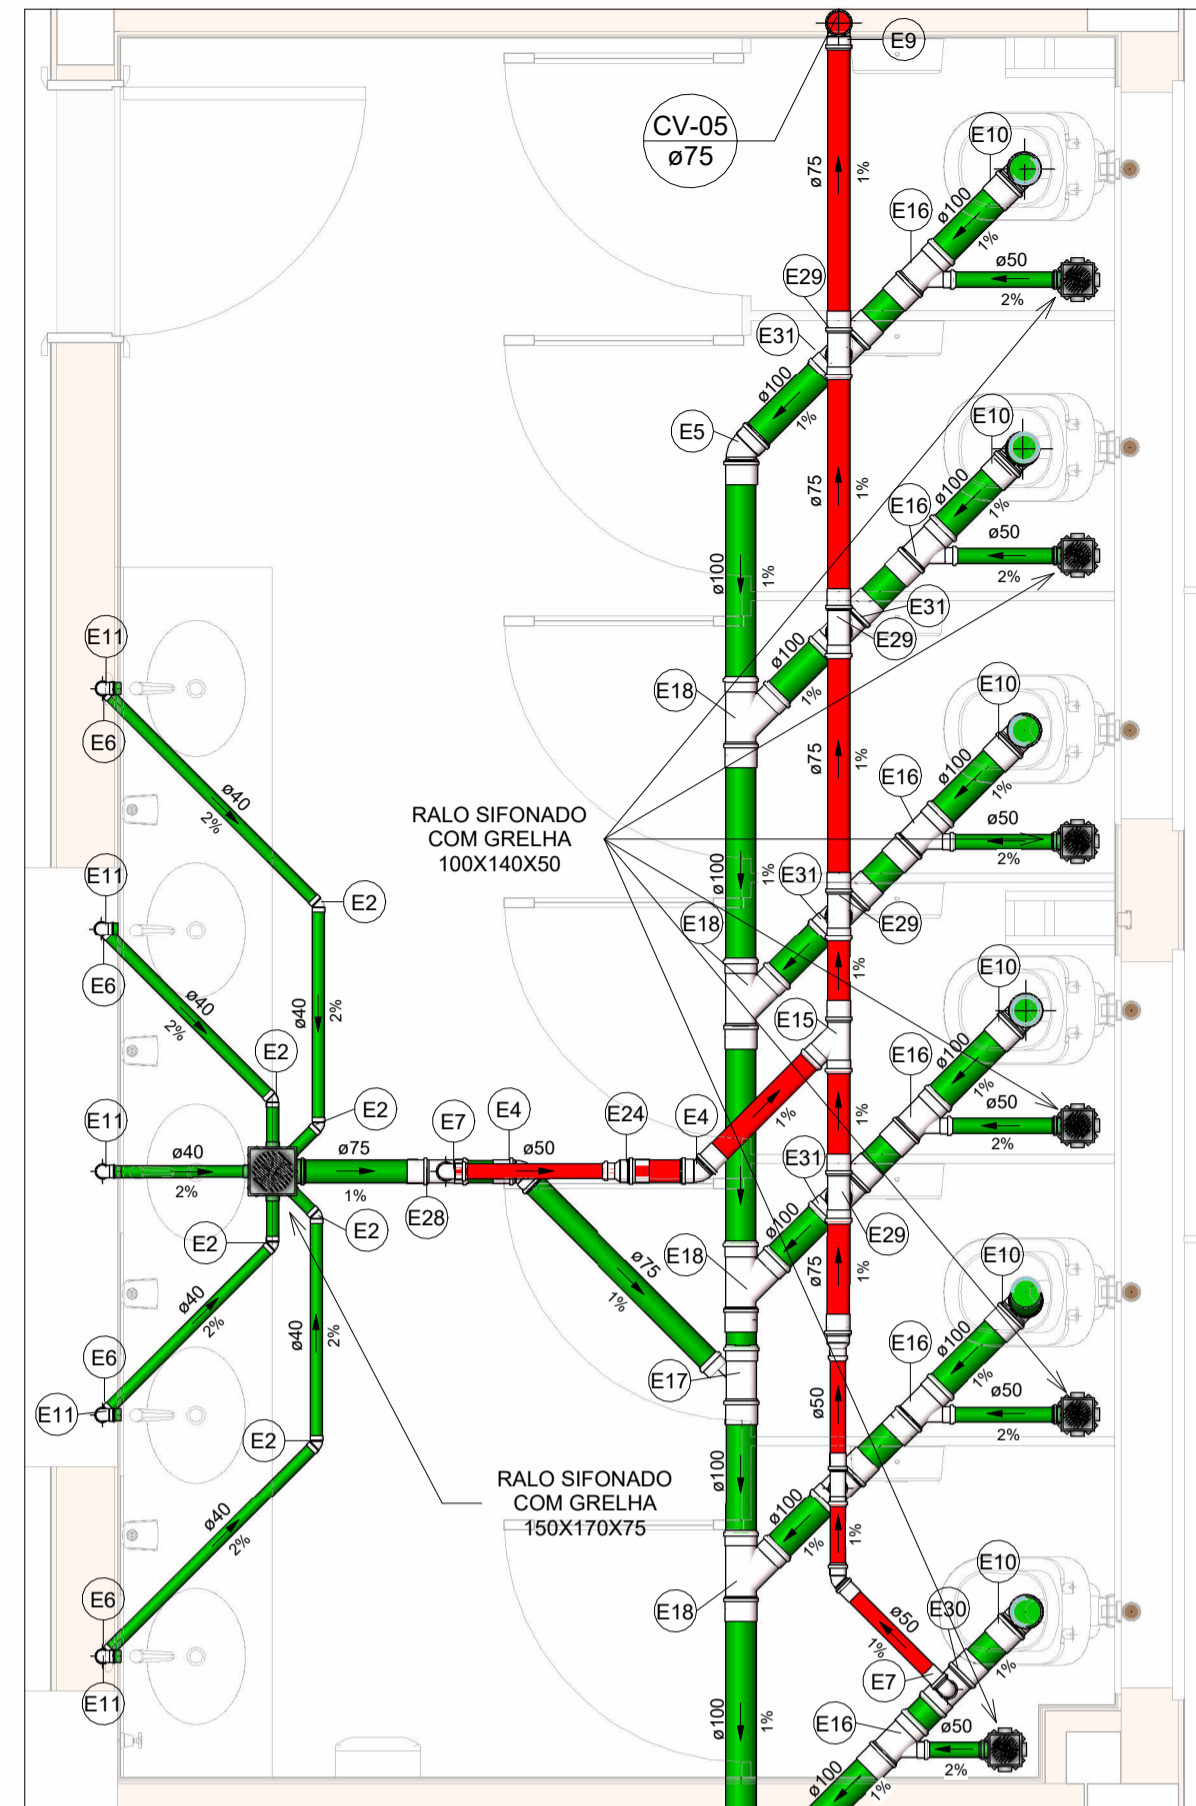 E9
CV-05
ø75
E10
ø75
1%
E16
ø100
1%
ø50
2%
E29
E31
ø100
1%
E5
E10
ø75
1%
ø100
1%
E16
ø50
2%
ø100
1%
E31
E29
ø100
1%
E11
E18
E10
E6
ø75
1%
ø100
1%
E16
ø40
2%
RALO SIFONADO
COM GRELHA
100X140X50
ø50
2%
ø100
1%
E31
E11
E2
E18
E29
E6
1%
E10
ø40
2%
ø40
2%
E15
ø100
1%
E16
E2
E2
1%
ø50
2%
E11
ø40
2%
ø75
1%
E7
E4
ø50
E24
E4
1%
E31
E28
E2
E2
ø100
E29
E18
ø75
1%
ø75
1%
E10
ø40
2%
ø40
2%
E6
E11
E17
ø100
1%
E16
ø50
ø50
2%
E2
RALO SIFONADO
COM GRELHA
150X170X75
ø100
ø100
1%
1%
ø40
2%
E6
E18
E10
ø50
1%
E30
1%
E11
E7
E16
ø50
2%
ø100
1%
ø100
1%